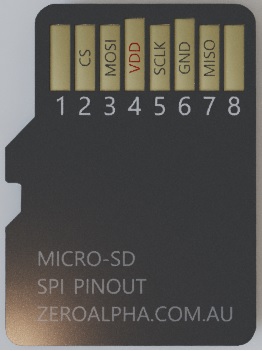 CS MOSI VDD SCLK GND MISO
1 2 3 4 5 6 7 8
MICRO-SD
SPI PINOUT
ZEROALPHA.COM.AU